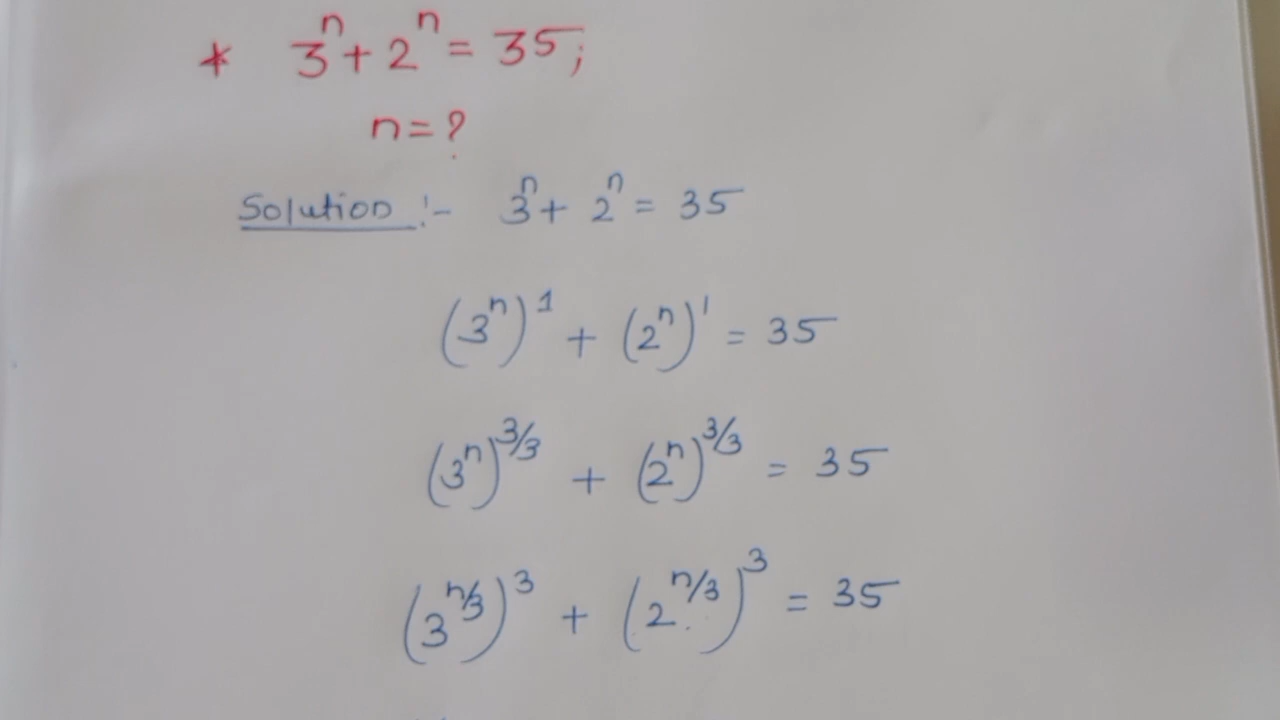 * 3^n + 2^n = 35;
n = ?
Solution :- 3^n + 2^n = 35
(3^n)^1 + (2^n)^1 = 35
(3^n)^3/3 + (2^n)^3/3 = 35
(3^n/3)^3 + (2^n/3)^3 = 35